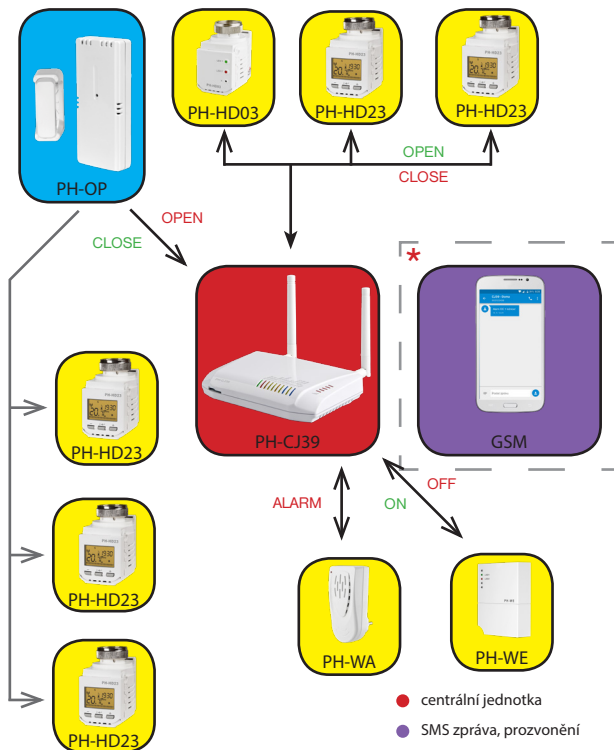 PH-OP
PH-HD03
PH-HD23
PH-HD23
OPEN
CLOSE
OPEN
CLOSE
*
PH-CJ39
GSM
PH-HD23
ALARM
OFF
ON
PH-HD23
PH-WA
PH-WE
PH-HD23
centrální jednotka
SMS zpráva, prozvonění